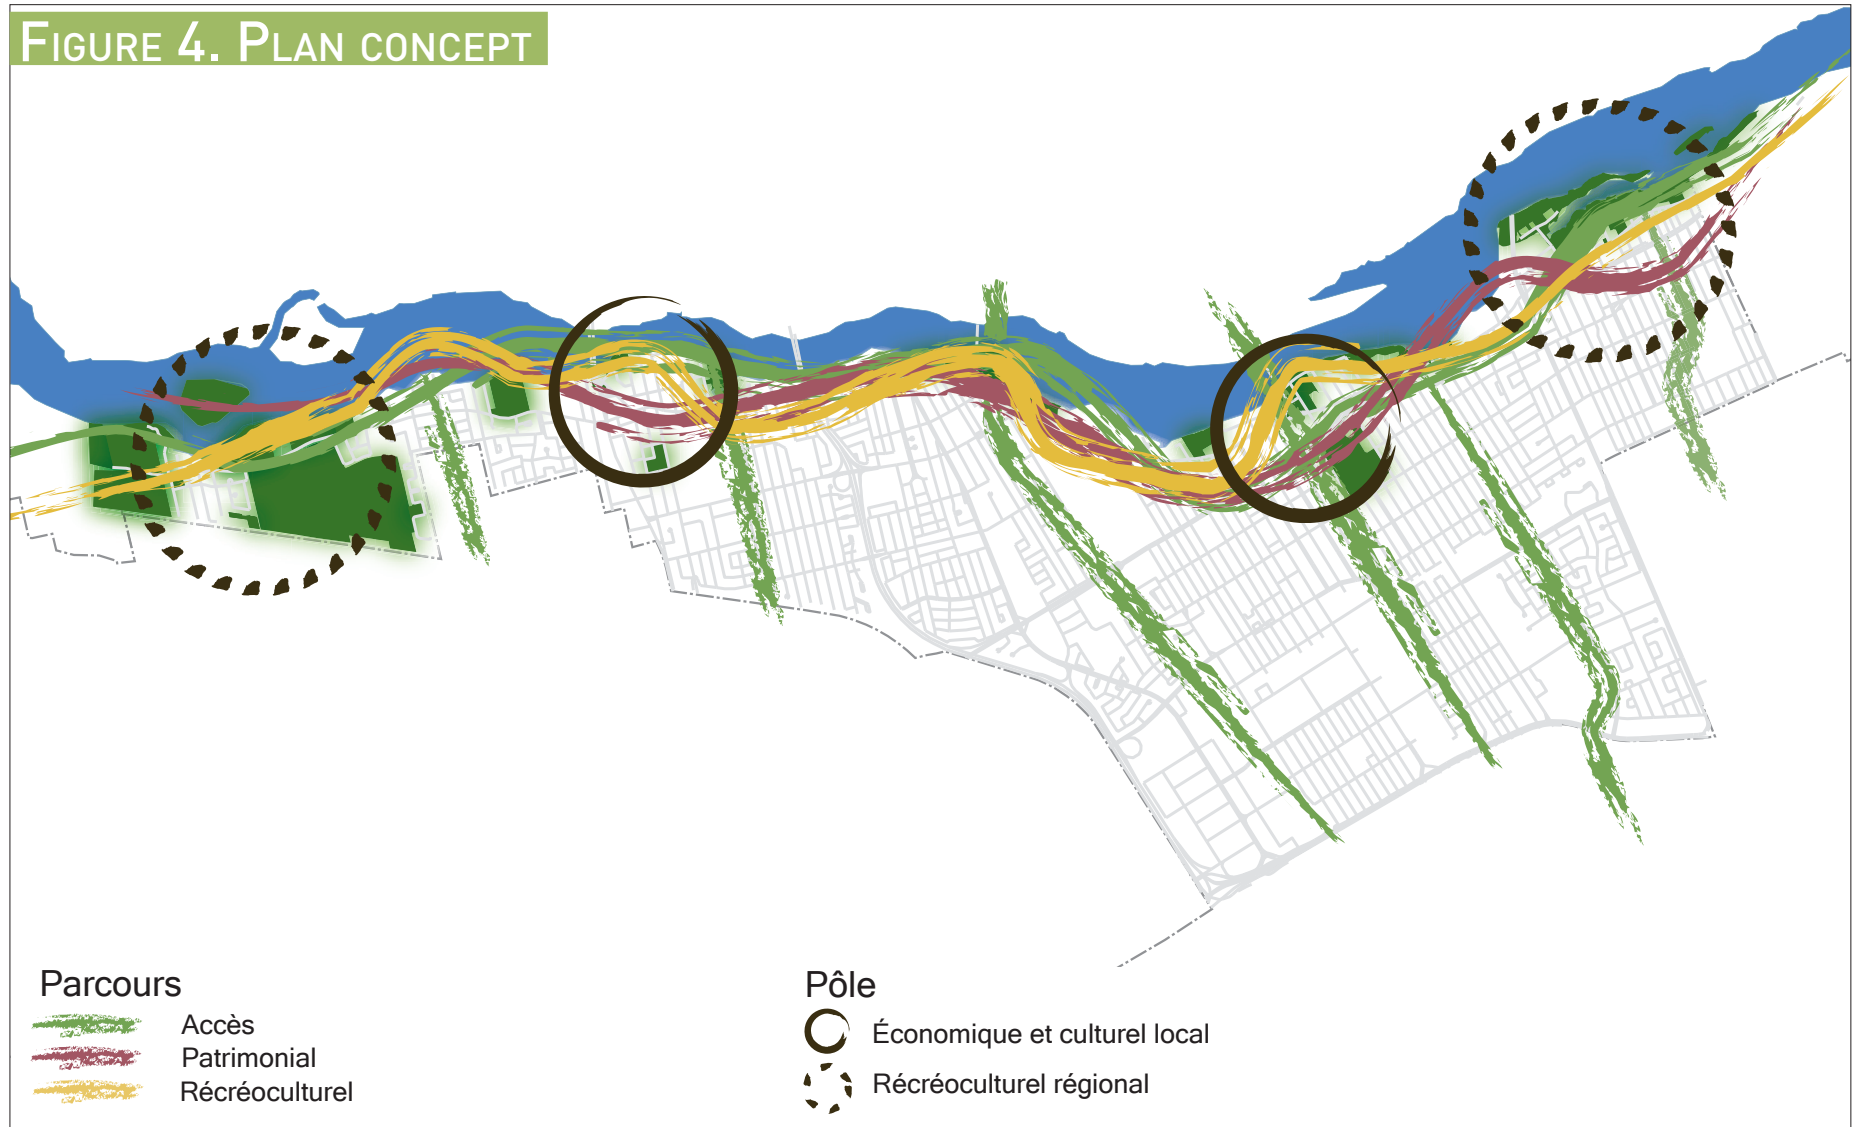 FIGURE 4. PLAN CONCEPT
Parcours
Accès
Patrimonial
Récréoculturel
Pôle
Économique et culturel local
Récréoculturel régional